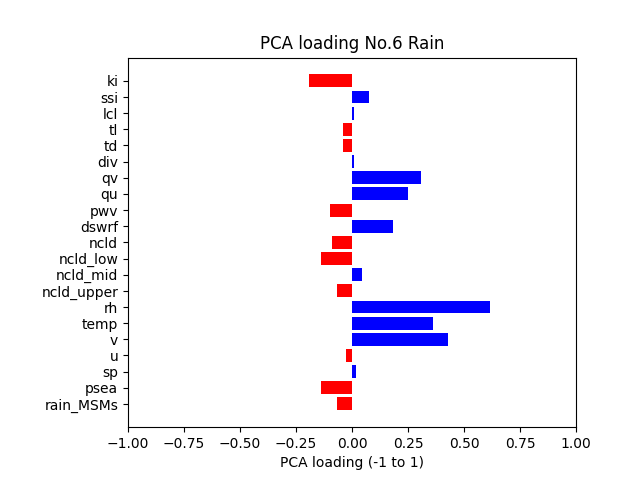 PCA loading No.6 Rain
ki
ssi
lcl
tl
td
div
qv
qu
pwv
dswrf
ncld
ncld_low
ncld_mid
ncld_upper
rh
temp
v
u
sp
psea
rain_MSMs
−1.00 −0.75 −0.50 −0.25 0.00 0.25 0.50 0.75 1.00
PCA loading (-1 to 1)